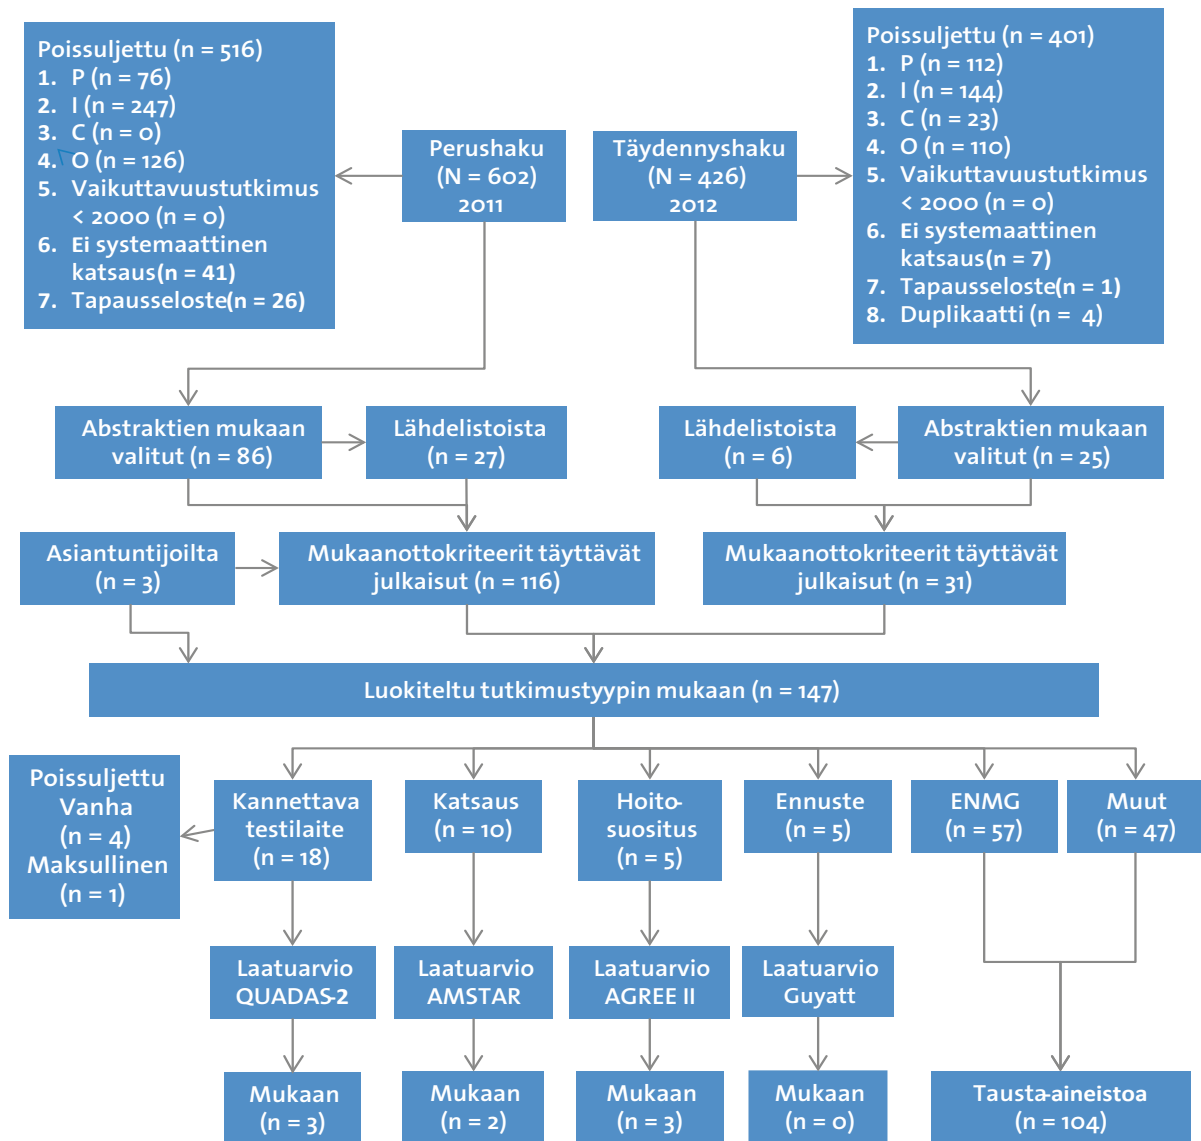 Poissuljettu (n = 516)
1. P (n = 76)
2. I (n = 247)
3. C (n = 0)
4. O (n = 126)
5. Vaikuttavuustutkimus
< 2000 (n = 0)
6. Ei systemaattinen
katsaus(n = 41)
7. Tapausseloste(n = 26)
Perushaku
(N = 602)
2011
Täydennyshaku
(N = 426)
2012
Poissuljettu (n = 401)
1. P (n = 112)
2. I (n = 144)
3. C (n = 23)
4. O (n = 110)
5. Vaikuttavuustutkimus
< 2000 (n = 0)
6. Ei systemaattinen
katsaus(n = 7)
7. Tapausseloste(n = 1)
8. Duplikaatti (n = 4)
Abstraktien mukaan
valitut (n = 86)
Lähdelistoista
(n = 27)
Lähdelistoista
(n = 6)
Abstraktien mukaan
valitut (n = 25)
Asiantuntijoilta
(n = 3)
Mukaanottokriteerit täyttävät
julkaisut (n = 116)
Mukaanottokriteerit täyttävät
julkaisut (n = 31)
Luokiteltu tutkimustyypin mukaan (n = 147)
Poissuljettu
Vanha
(n = 4)
Maksullinen
(n = 1)
Kannettava
testilaite
(n = 18)
Katsaus
(n = 10)
Hoito-
suositus
(n = 5)
Ennuste
(n = 5)
ENMG
(n = 57)
Muut
(n = 47)
Laatuarvio
QUADAS-2
Laatuarvio
AMSTAR
Laatuarvio
AGREE II
Laatuarvio
Guyatt
Mukaan
(n = 3)
Mukaan
(n = 2)
Mukaan
(n = 3)
Mukaan
(n = 0)
Tausta-aineistoa
(n = 104)